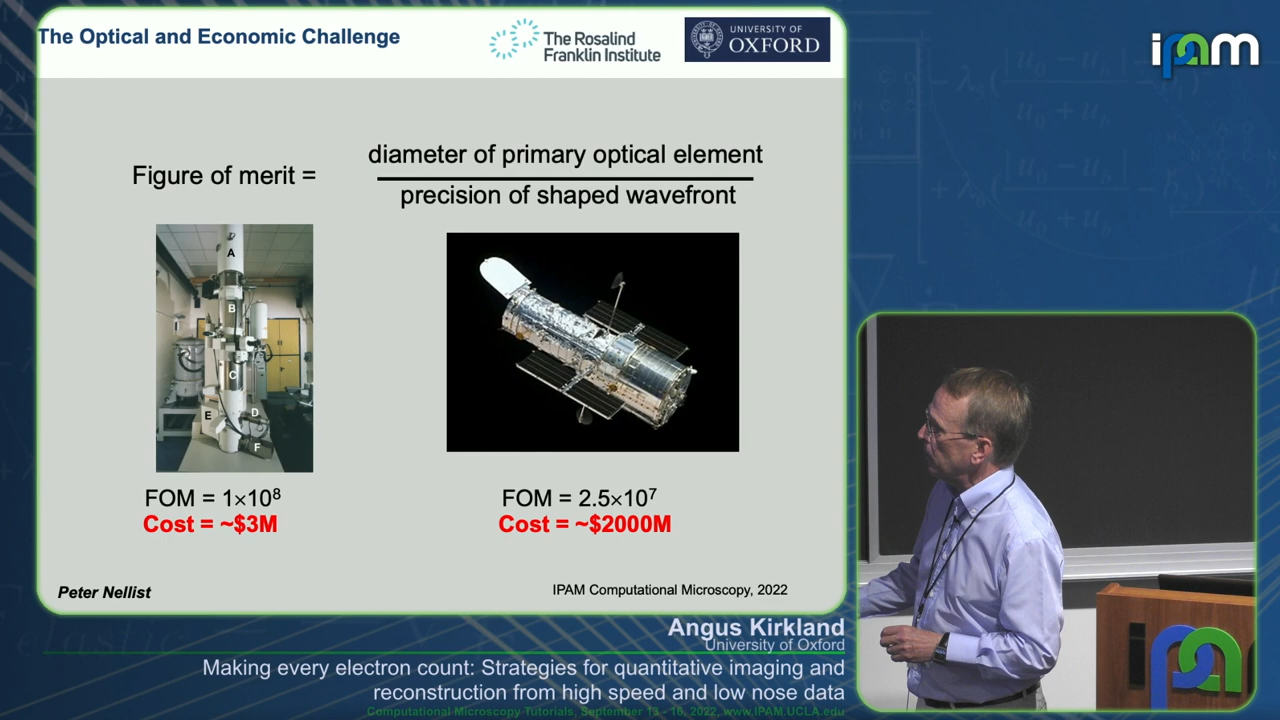 The Optical and Economic Challenge
The Rosalind
Franklin Institute
UNIVERSITY OF
OXFORD
ipam
Figure of merit =
diameter of primary optical element
precision of shaped wavefront
A
B
C
D
E
F
FOM = 1×10⁸
Cost = ~$3M
FOM = 2.5×10⁷
Cost = ~$2000M
Peter Nellist
IPAM Computational Microscopy, 2022
Angus Kirkland
University of Oxford
Making every electron count: Strategies for quantitative imaging and
reconstruction from high speed and low nose data
Computational Microscopy Tutorials, September 13 - 16, 2022, www.IPAM.UCLA.edu